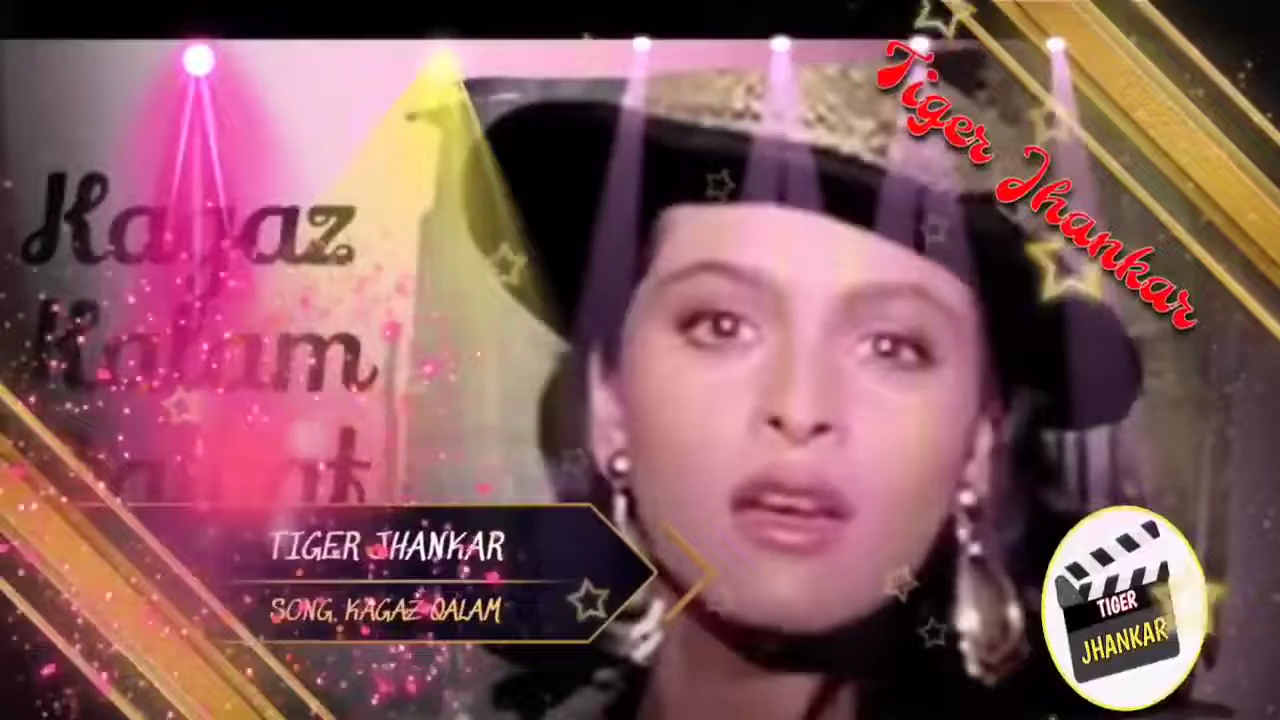 Kagaz
Kalam
Tiger Jhankar
TIGER JHANKAR
SONG. KAGAZ QALAM
TIGER
JHANKAR